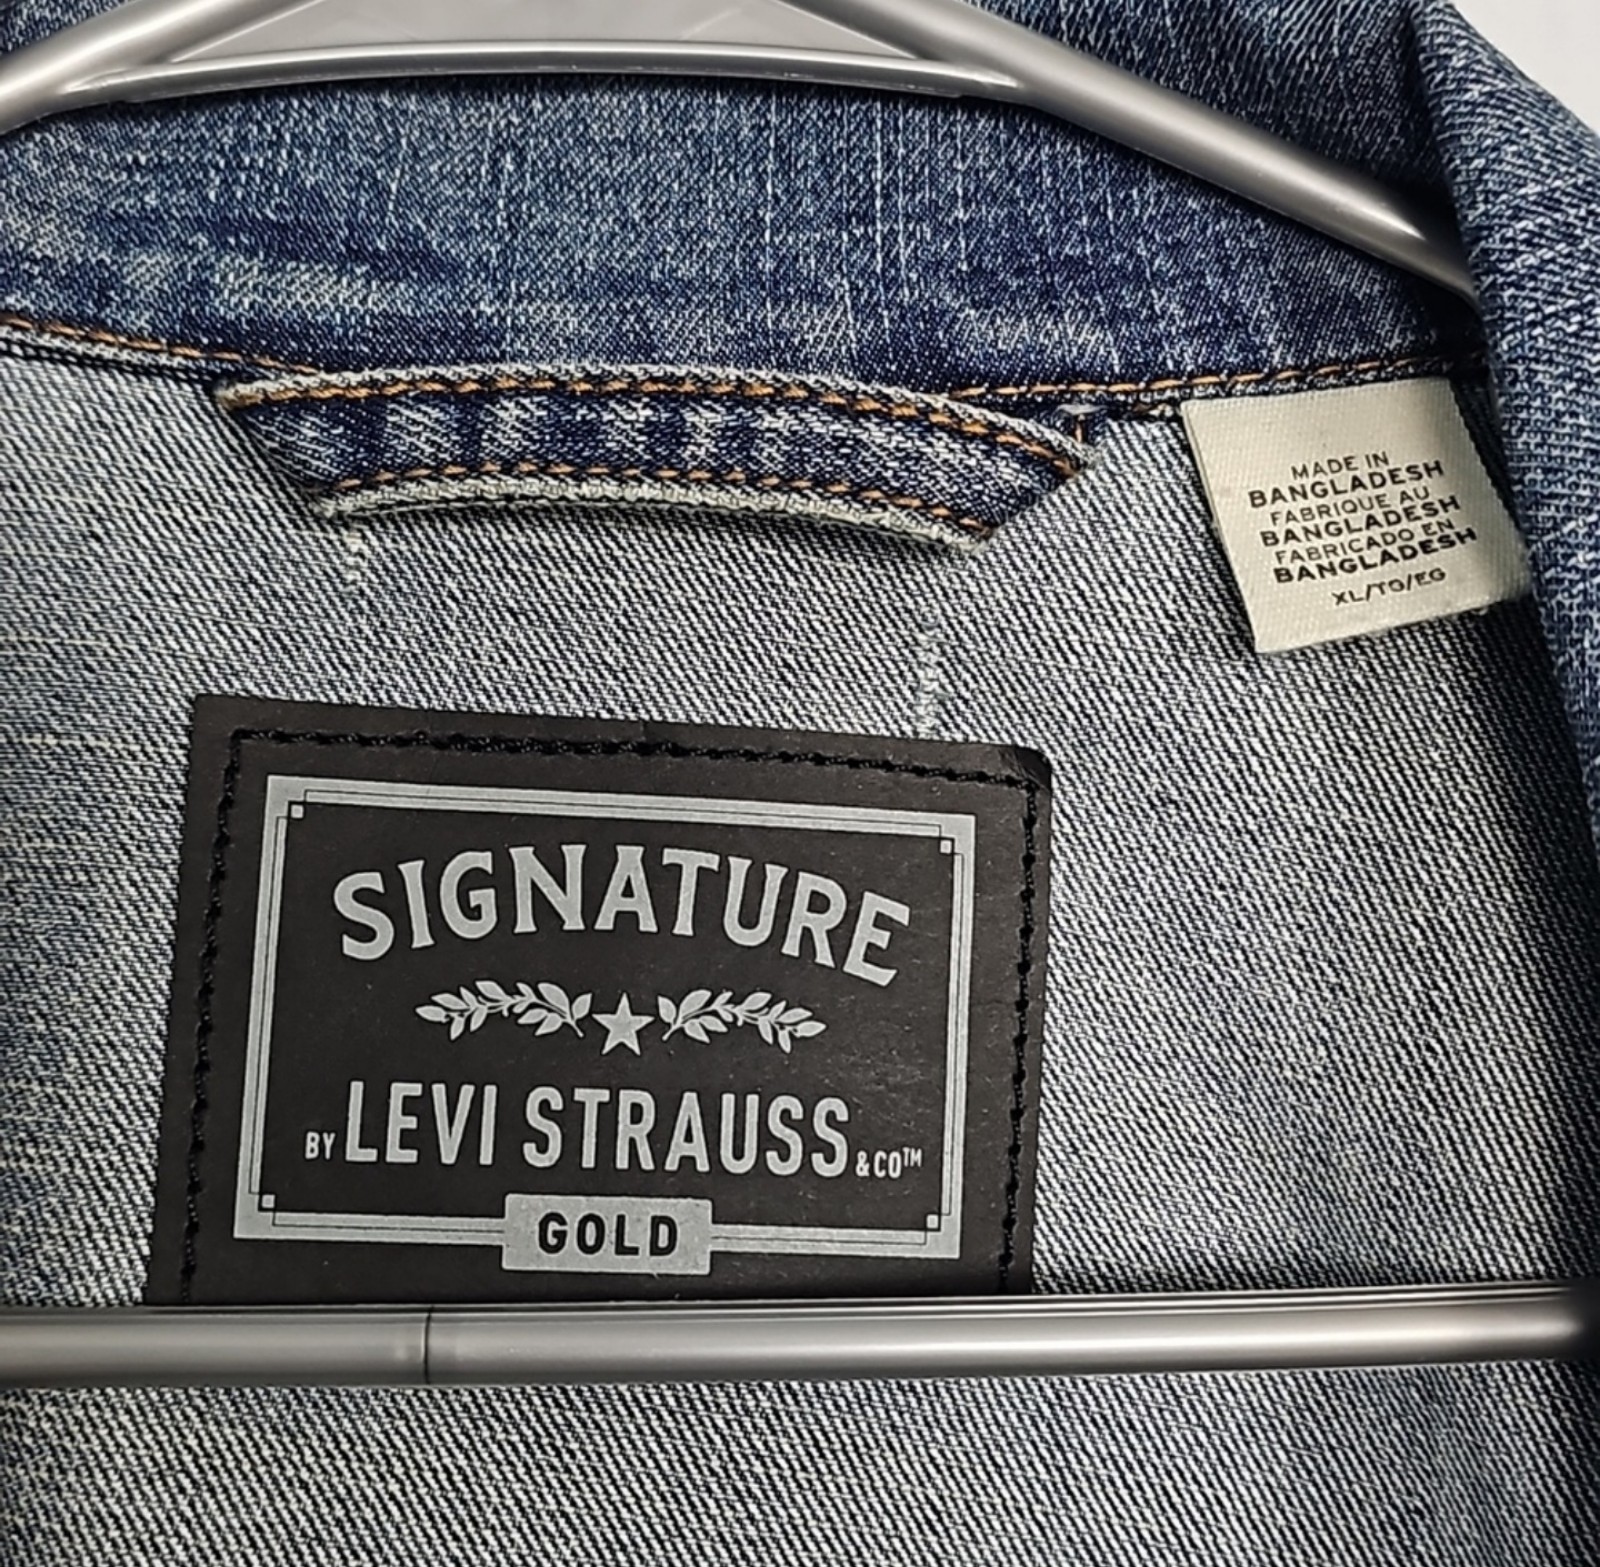 MADE IN
BANGLADESH
FABRIQUE AU
BANGLADESH
FABRICADO EN
BANGLADESH
XL/TG/EG
SIGNATURE
BY LEVI STRAUSS & CO™
GOLD